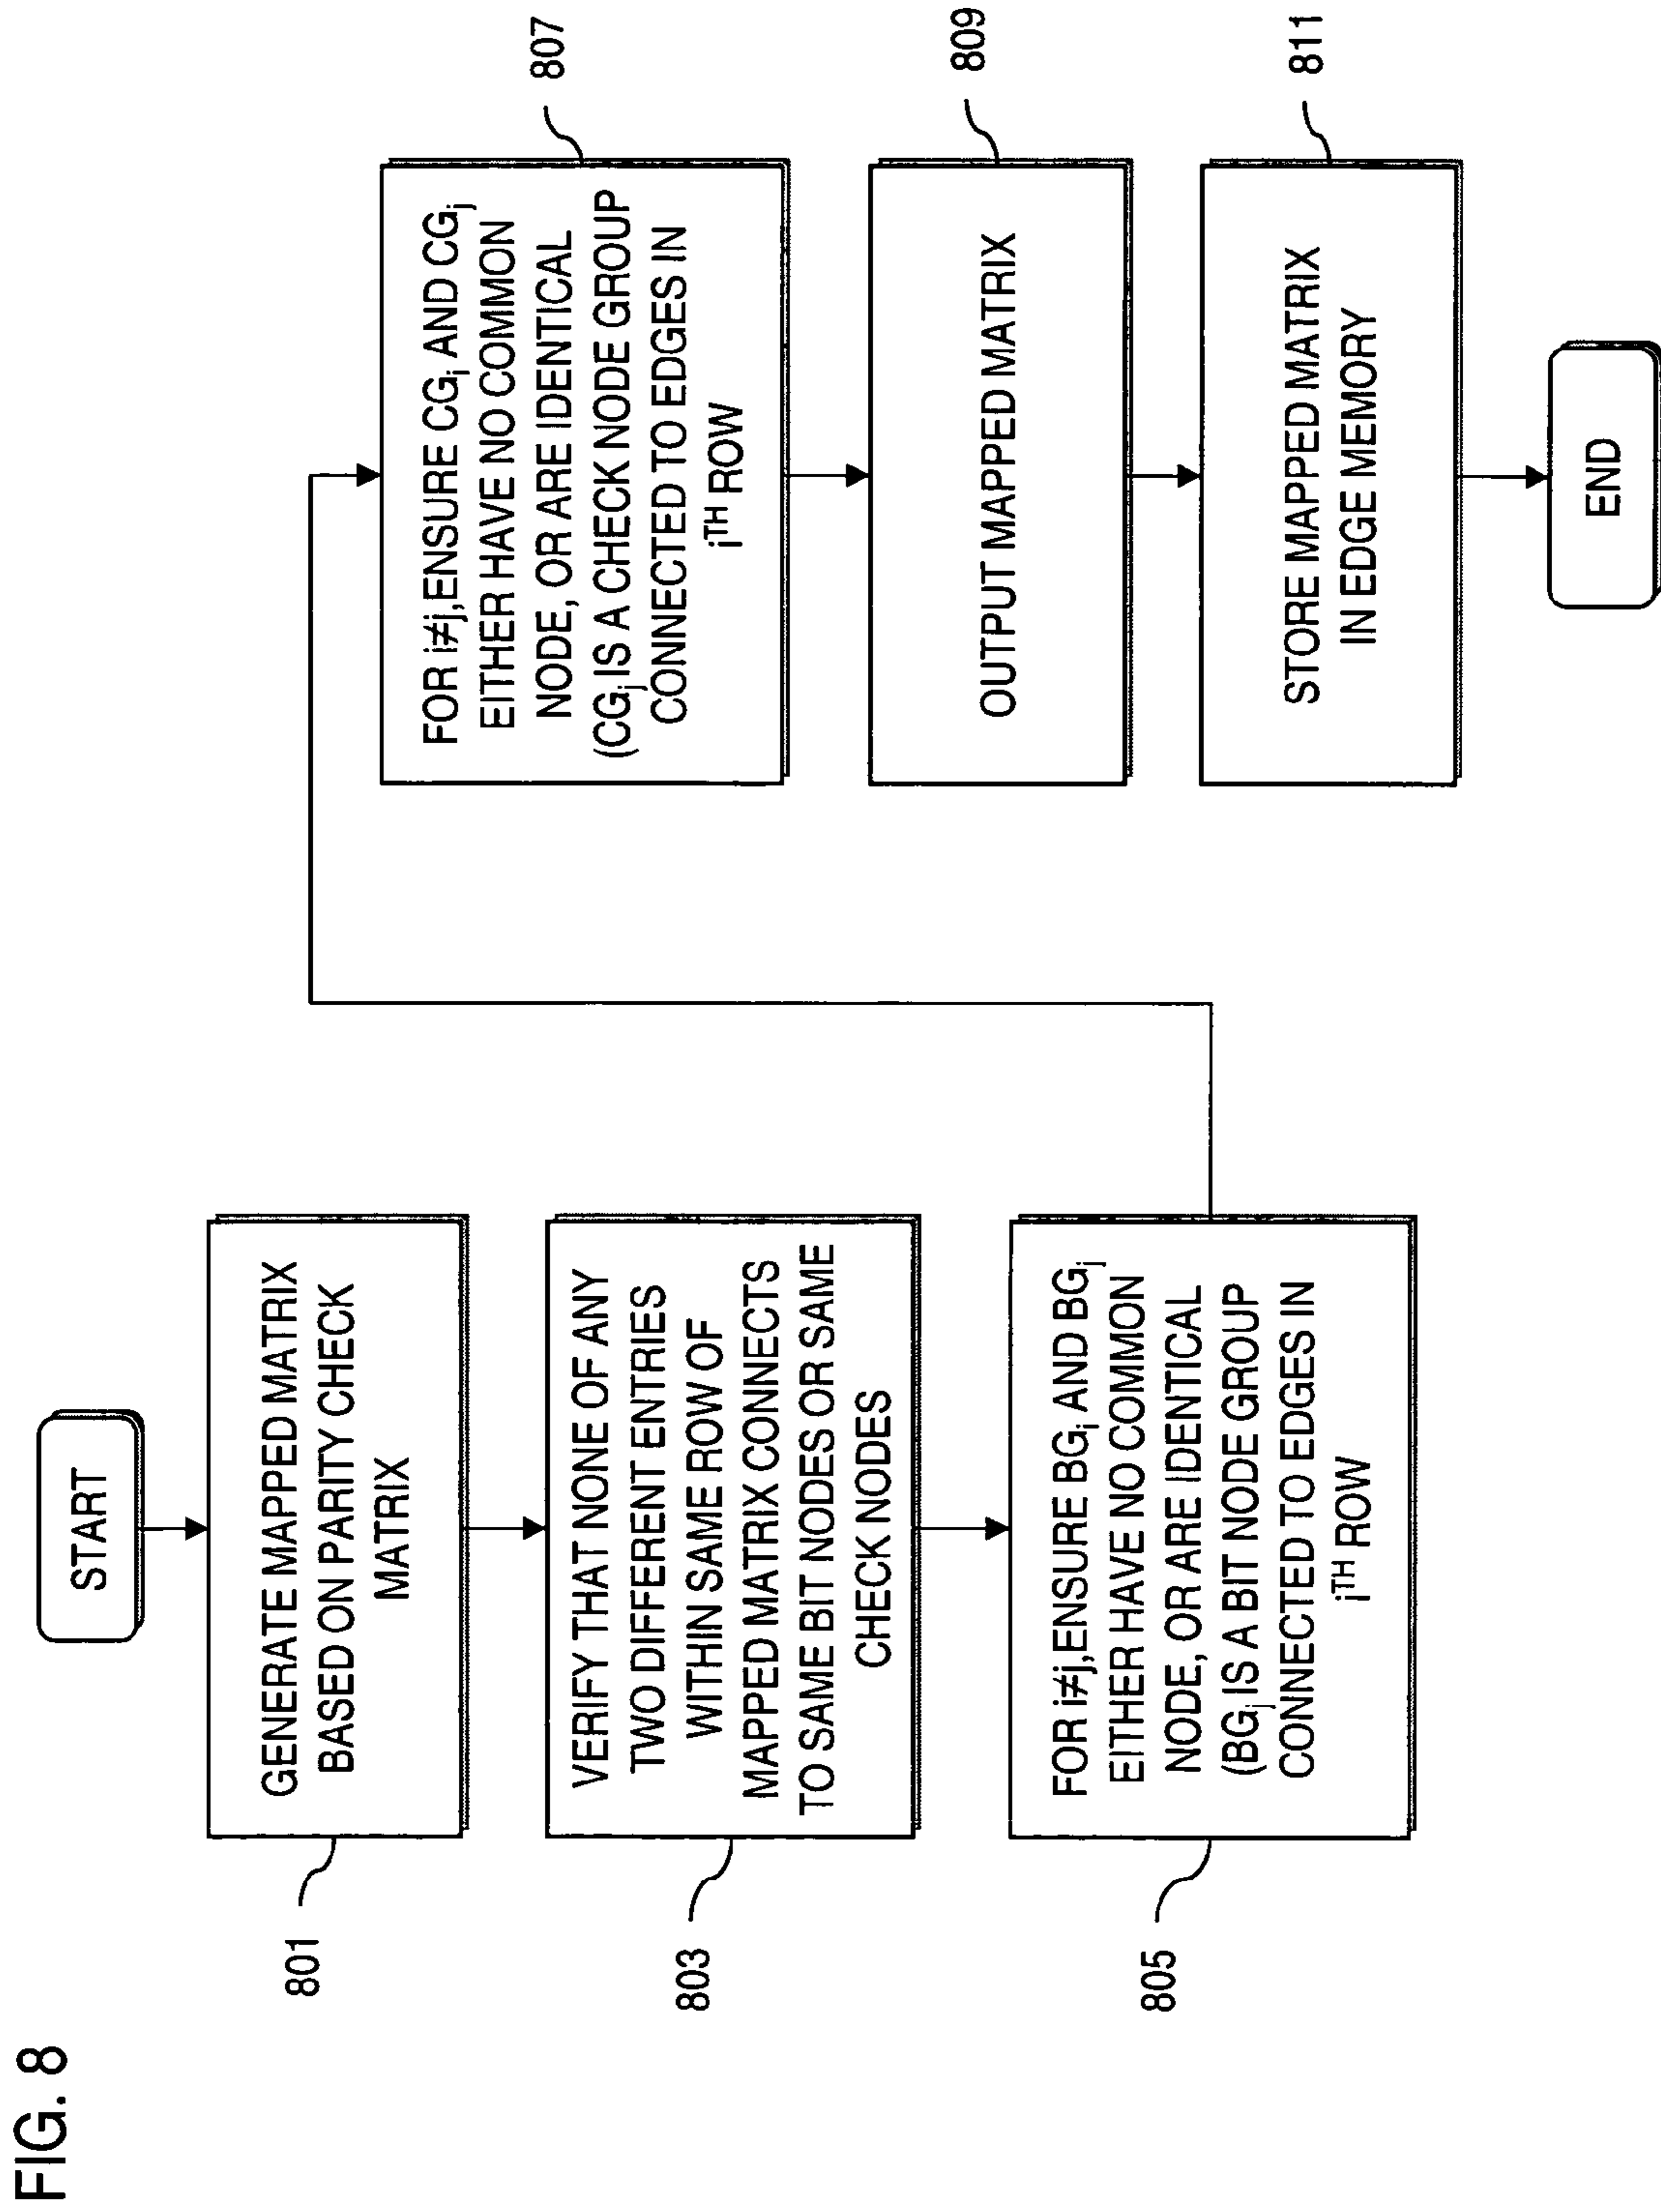 FIG. 8
START
801
GENERATE MAPPED MATRIX
BASED ON PARITY CHECK
MATRIX
803
VERIFY THAT NONE OF ANY
TWO DIFFERENT ENTRIES
WITHIN SAME ROW OF
MAPPED MATRIX CONNECTS
TO SAME BIT NODES OR SAME
CHECK NODES
805
FOR i≠j,ENSURE BGi AND BGj
EITHER HAVE NO COMMON
NODE, OR ARE IDENTICAL
(BGj IS A BIT NODE GROUP
CONNECTED TO EDGES IN
iTH ROW
807
FOR i≠j,ENSURE CGi AND CGj
EITHER HAVE NO COMMON
NODE, OR ARE IDENTICAL
(CGj IS A CHECK NODE GROUP
CONNECTED TO EDGES IN
iTH ROW
809
OUTPUT MAPPED MATRIX
811
STORE MAPPED MATRIX
IN EDGE MEMORY
END